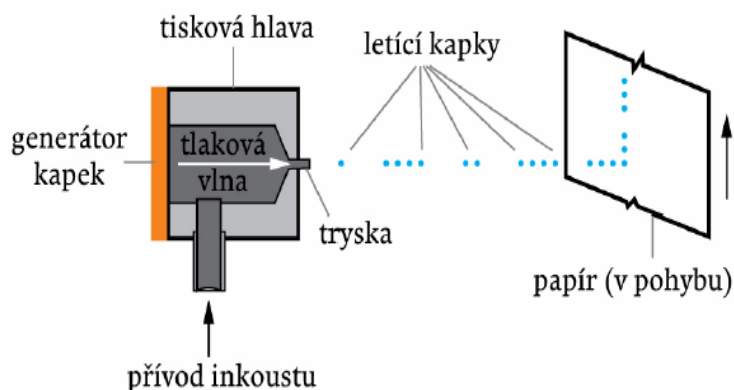 tisková hlava
letící kapky
generátor
kapek
tlaková
vlna
tryska
papír (v pohybu)
přívod inkoustu